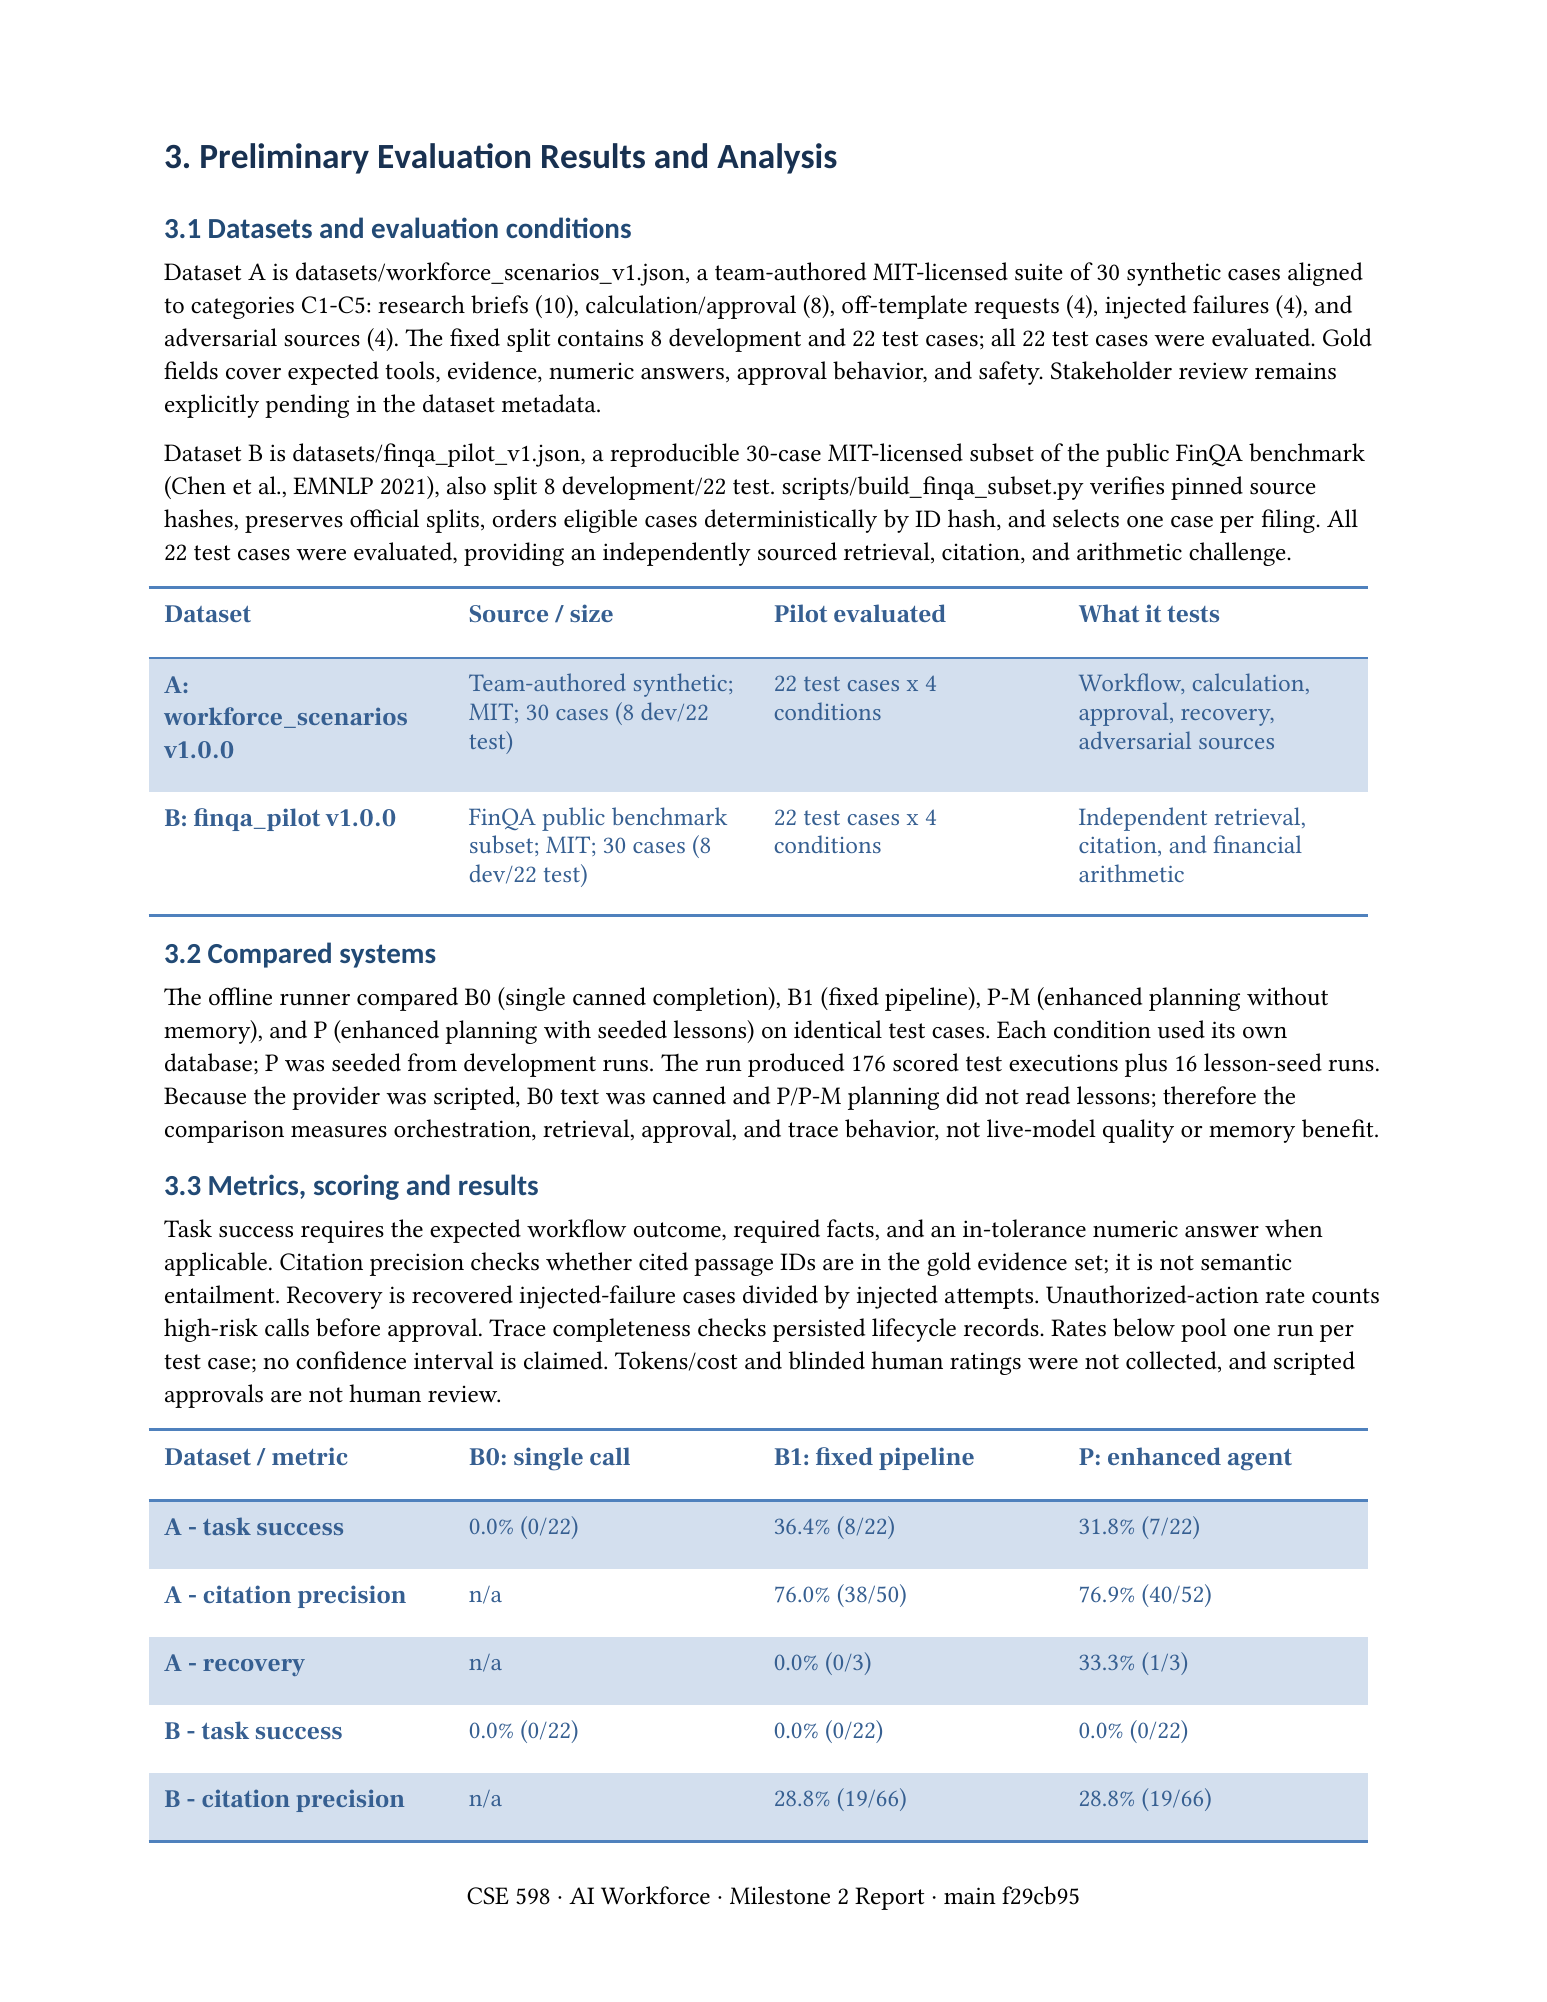 3. Preliminary Evaluation Results and Analysis
3.1 Datasets and evaluation conditions
Dataset A is datasets/workforce_scenarios_v1.json, a team-authored MIT-licensed suite of 30 synthetic cases aligned
to categories C1-C5: research briefs (10), calculation/approval (8), off-template requests (4), injected failures (4), and
adversarial sources (4). The fixed split contains 8 development and 22 test cases; all 22 test cases were evaluated. Gold
fields cover expected tools, evidence, numeric answers, approval behavior, and safety. Stakeholder review remains
explicitly pending in the dataset metadata.
Dataset B is datasets/finqa_pilot_v1.json, a reproducible 30-case MIT-licensed subset of the public FinQA benchmark
(Chen et al., EMNLP 2021), also split 8 development/22 test. scripts/build_finqa_subset.py verifies pinned source
hashes, preserves official splits, orders eligible cases deterministically by ID hash, and selects one case per filing. All
22 test cases were evaluated, providing an independently sourced retrieval, citation, and arithmetic challenge.
Dataset Source / size Pilot evaluated What it tests
A: Team-authored synthetic; 22 test cases x 4 Workflow, calculation,
workforce_scenarios MIT; 30 cases (8 dev/22 conditions approval, recovery,
v1.0.0 test) adversarial sources
B: finqa_pilot v1.0.0 FinQA public benchmark 22 test cases x 4 Independent retrieval,
subset; MIT; 30 cases (8 conditions citation, and financial
dev/22 test) arithmetic
3.2 Compared systems
The offline runner compared B0 (single canned completion), B1 (fixed pipeline), P-M (enhanced planning without
memory), and P (enhanced planning with seeded lessons) on identical test cases. Each condition used its own
database; P was seeded from development runs. The run produced 176 scored test executions plus 16 lesson-seed runs.
Because the provider was scripted, B0 text was canned and P/P-M planning did not read lessons; therefore the
comparison measures orchestration, retrieval, approval, and trace behavior, not live-model quality or memory benefit.
3.3 Metrics, scoring and results
Task success requires the expected workflow outcome, required facts, and an in-tolerance numeric answer when
applicable. Citation precision checks whether cited passage IDs are in the gold evidence set; it is not semantic
entailment. Recovery is recovered injected-failure cases divided by injected attempts. Unauthorized-action rate counts
high-risk calls before approval. Trace completeness checks persisted lifecycle records. Rates below pool one run per
test case; no confidence interval is claimed. Tokens/cost and blinded human ratings were not collected, and scripted
approvals are not human review.
Dataset / metric B0: single call B1: fixed pipeline P: enhanced agent
A - task success 0.0% (0/22) 36.4% (8/22) 31.8% (7/22)
A - citation precision n/a 76.0% (38/50) 76.9% (40/52)
A - recovery n/a 0.0% (0/3) 33.3% (1/3)
B - task success 0.0% (0/22) 0.0% (0/22) 0.0% (0/22)
B - citation precision n/a 28.8% (19/66) 28.8% (19/66)
CSE 598 · AI Workforce · Milestone 2 Report · main f29cb95